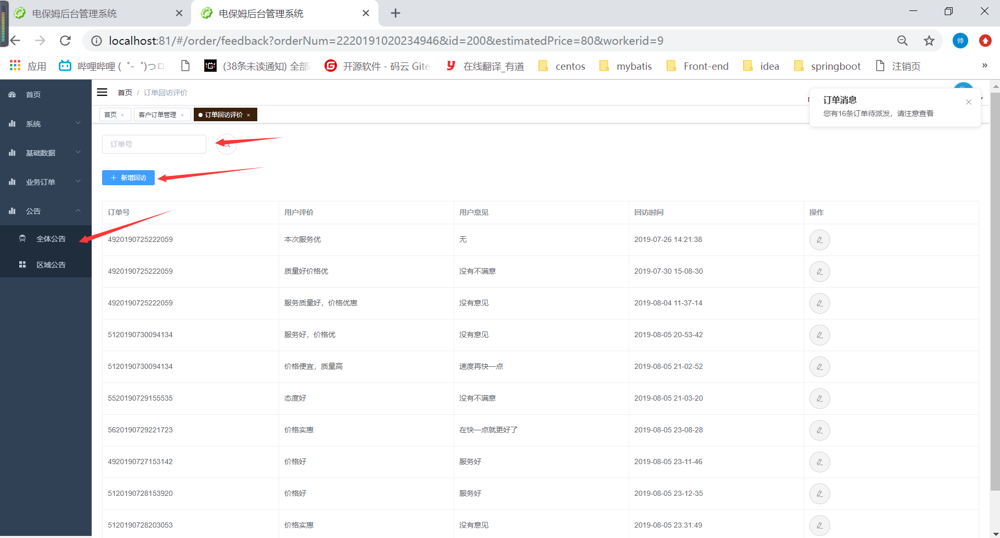 电保姆后台管理系统
电保姆后台管理系统
localhost:81/#/order/feedback?orderNum=2220191020234946&id=200&estimatedPrice=80&workerid=9
帅
应用
哔哩哔哩 ( ゜- ゜)つロ
(38条未读通知) 全部
开源软件 - 码云 Gite
在线翻译_有道
centos
mybatis
Front-end
idea
springboot
注销页
»
首页
系统
基础数据
业务订单
公告
全体公告
区域公告
首页 / 订单回访评价
首页 ×
客户订单管理 ×
订单回访评价 ×
订单消息
您有16条订单待派发，请注意查看
订单号
新增回访
订单号 用户评价 用户意见 回访时间 操作
4920190725222059 本次服务优 无 2019-07-26 14:21:38
4920190725222059 质量好价格优 没有不满意 2019-07-30 15-08-30
4920190725222059 服务质量好，价格优惠 没有意见 2019-08-04 11-37-14
5120190730094134 服务好，价格优 没有意见 2019-08-05 20-53-42
5120190730094134 价格便宜，质量高 速度再快一点 2019-08-05 21-02-52
5520190729155535 态度好 没有不满意 2019-08-05 21-03-20
5620190729221723 价格实惠 在快一点就更好了 2019-08-05 23-08-28
4920190727153142 价格好 服务好 2019-08-05 23-11-46
5120190728153920 价格好 服务好 2019-08-05 23-12-35
5120190728203053 价格实惠 没有意见 2019-08-05 23:31:49